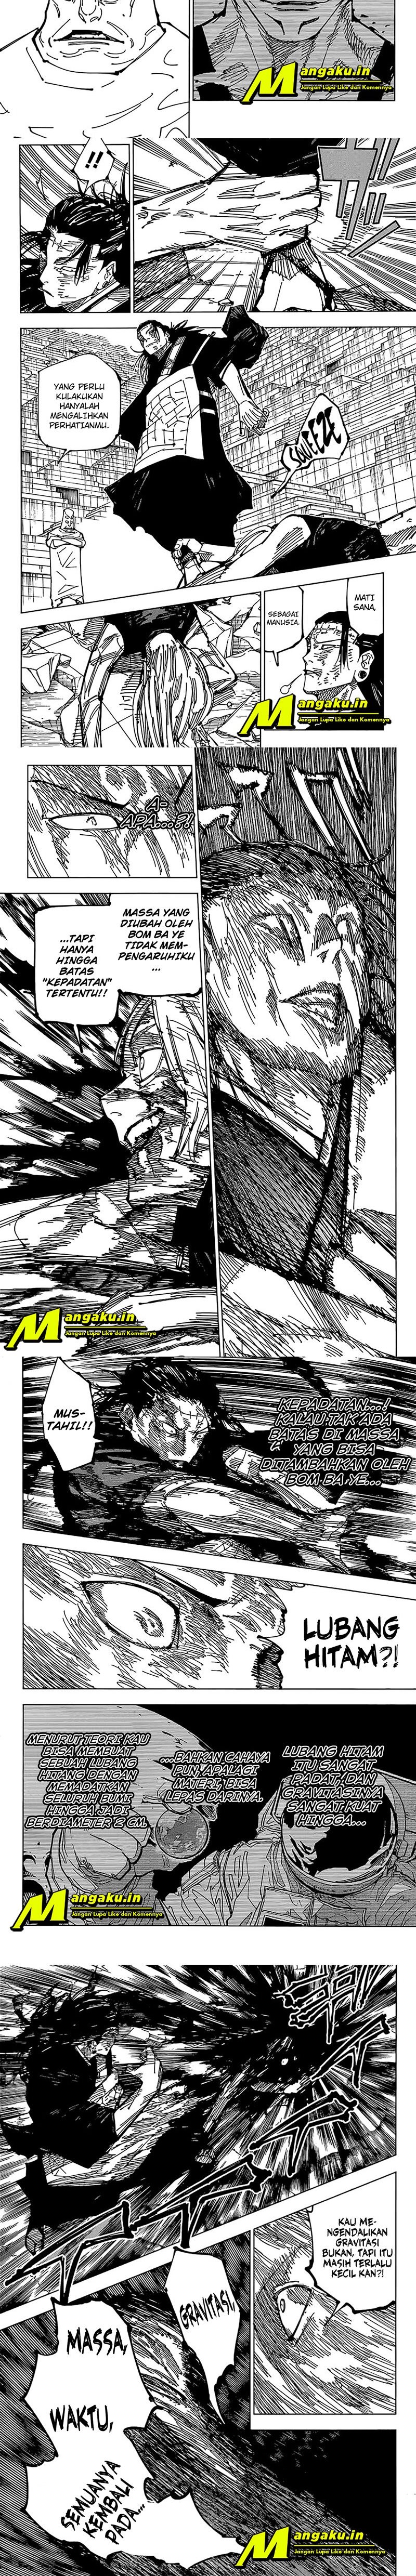 Mangaku.in
Jangan Lupa Like dan Komennya
!!
YANG PERLU
KULAKUKAN
HANYALAH
MENGALIHKAN
PERHATIANMU.
SQUEEZE
MATI
SANA,
SEBAGAI
MANUSIA.
Mangaku.in
Jangan Lupa Like dan Komennya
A-
APA....?!
MASSA YANG
DIUBAH OLEH
BOM BA YE
TIDAK MEM-
PENGARUHIKU
...
...TAPI
HANYA
HINGGA
BATAS
"KEPADATAN"
TERTENTU!!
Mangaku.in
Jangan Lupa Like dan Komennya
MUS-
TAHIL!!
KEPADATAN...!
KALAU TAK ADA
BATAS DI MASSA
YANG BISA
DITAMBAHKAN OLEH
BOM BA YE...
LUBANG
HITAM?!
LUBANG HITAM
ITU SANGAT
PADAT, DAN
GRAVITASINYA
SANGAT KUAT
HINGGA...
...BAHKAN CAHAYA
PUN, APALAGI
MATERI, BISA
LEPAS DARINYA.
MENURUT TEORI KAU
BISA MEMBUAT
SEBUAH LUBANG
HITANG DENGAN
MEMADATKAN
SELURUH BUMI
HINGGA JADI
BERDIAMETER 2 CM.
Mangaku.in
Jangan Lupa Like dan Komennya
KAU ME-
NGENDALIKAN
GRAVITASI
BUKAN, TAPI ITU
MASIH TERLALU
KECIL KAN?!
GRAVITASI,
MASSA,
WAKTU,
SEMUANYA
KEMBALI
PADA...
Mangaku.in
Jangan Lupa Like dan Komennya